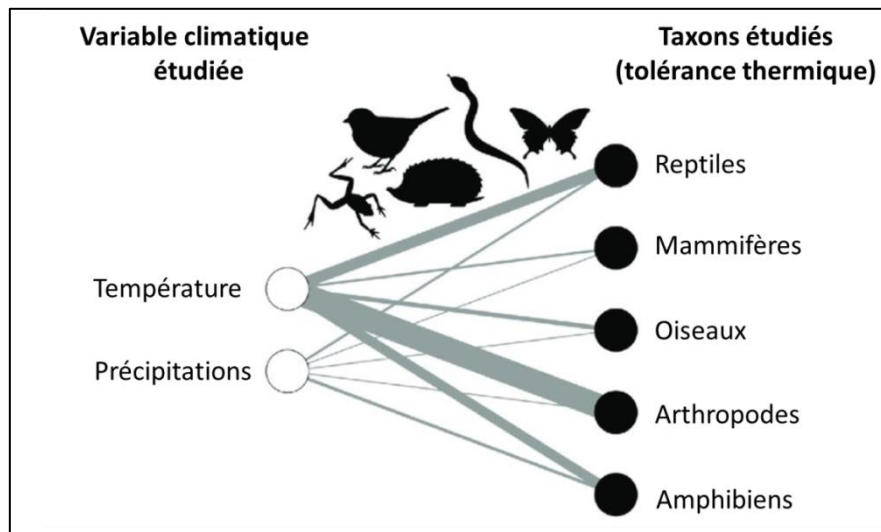 Variable climatique
étudiée
Taxons étudiés
(tolérance thermique)
Reptiles
Mammifères
Température
Oiseaux
Précipitations
Arthropodes
Amphibiens